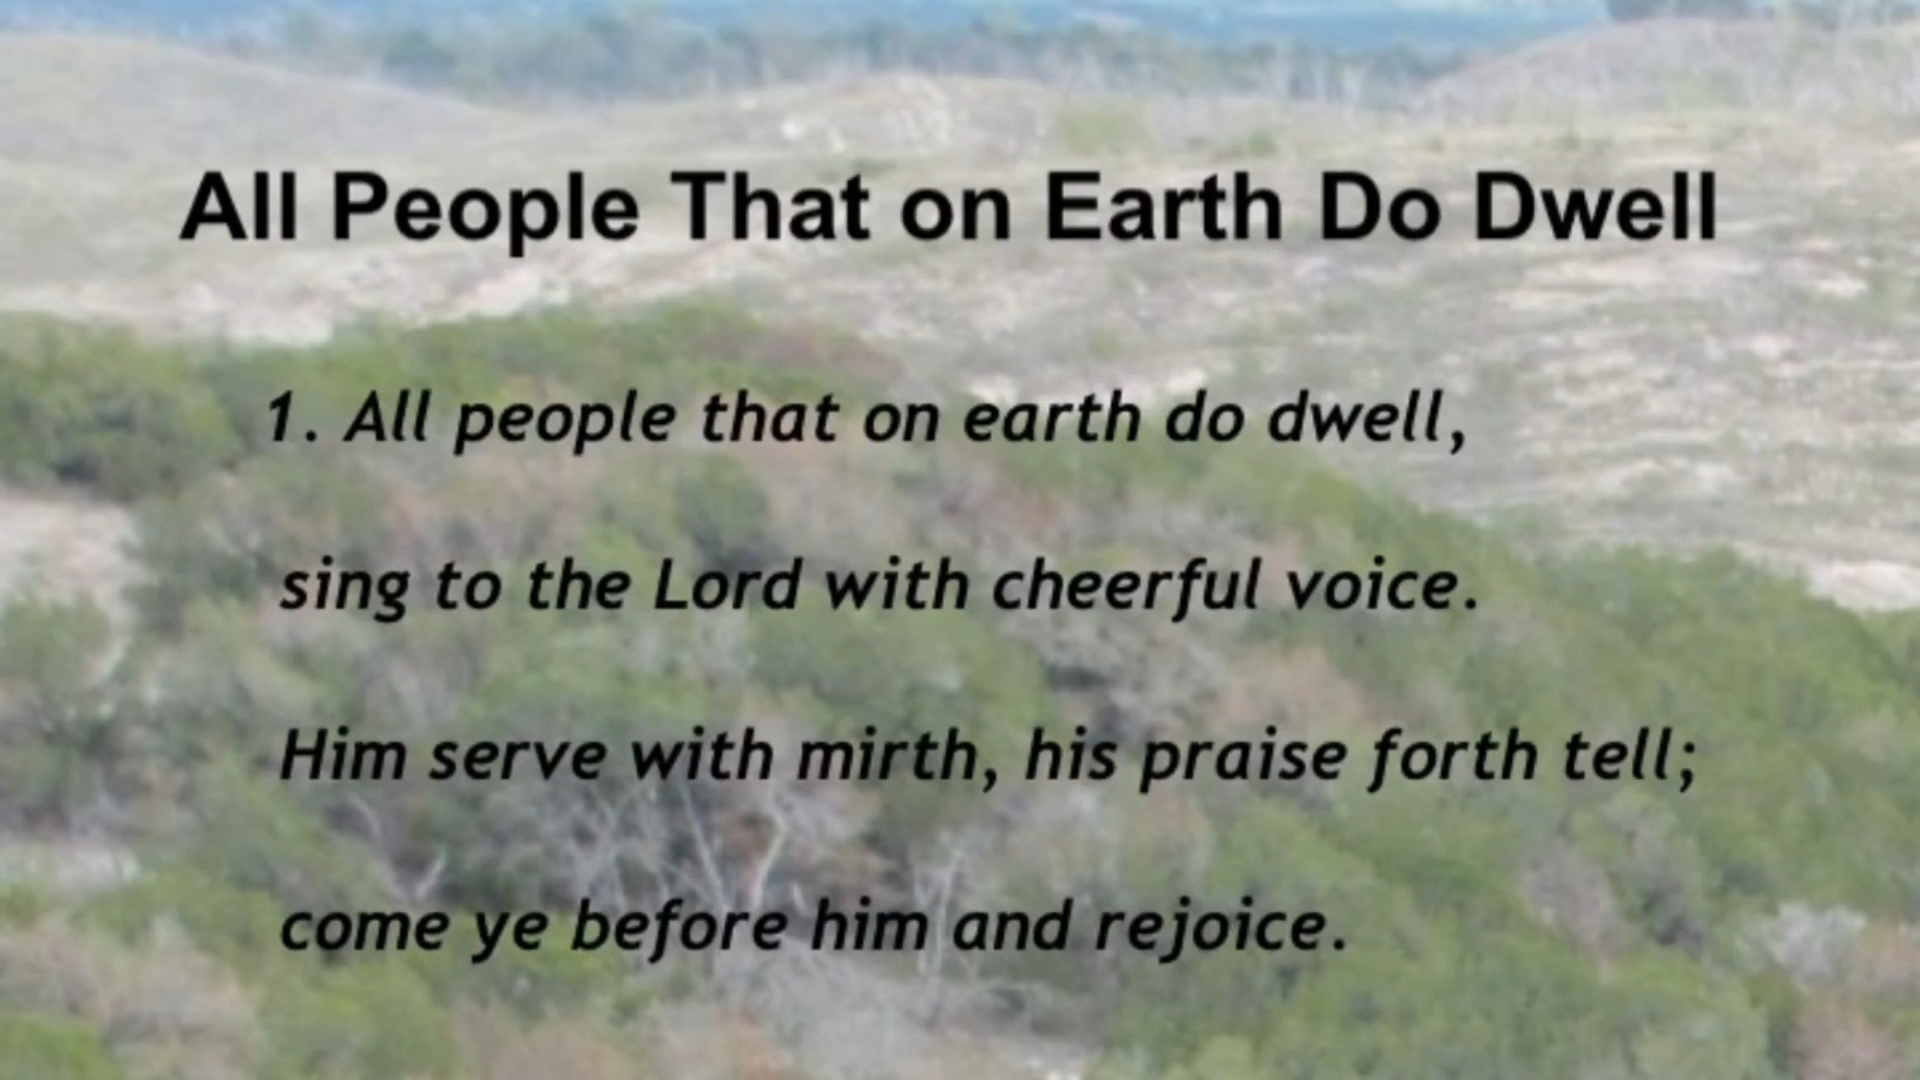 All People That on Earth Do Dwell
1. All people that on earth do dwell,
sing to the Lord with cheerful voice.
Him serve with mirth, his praise forth tell;
come ye before him and rejoice.